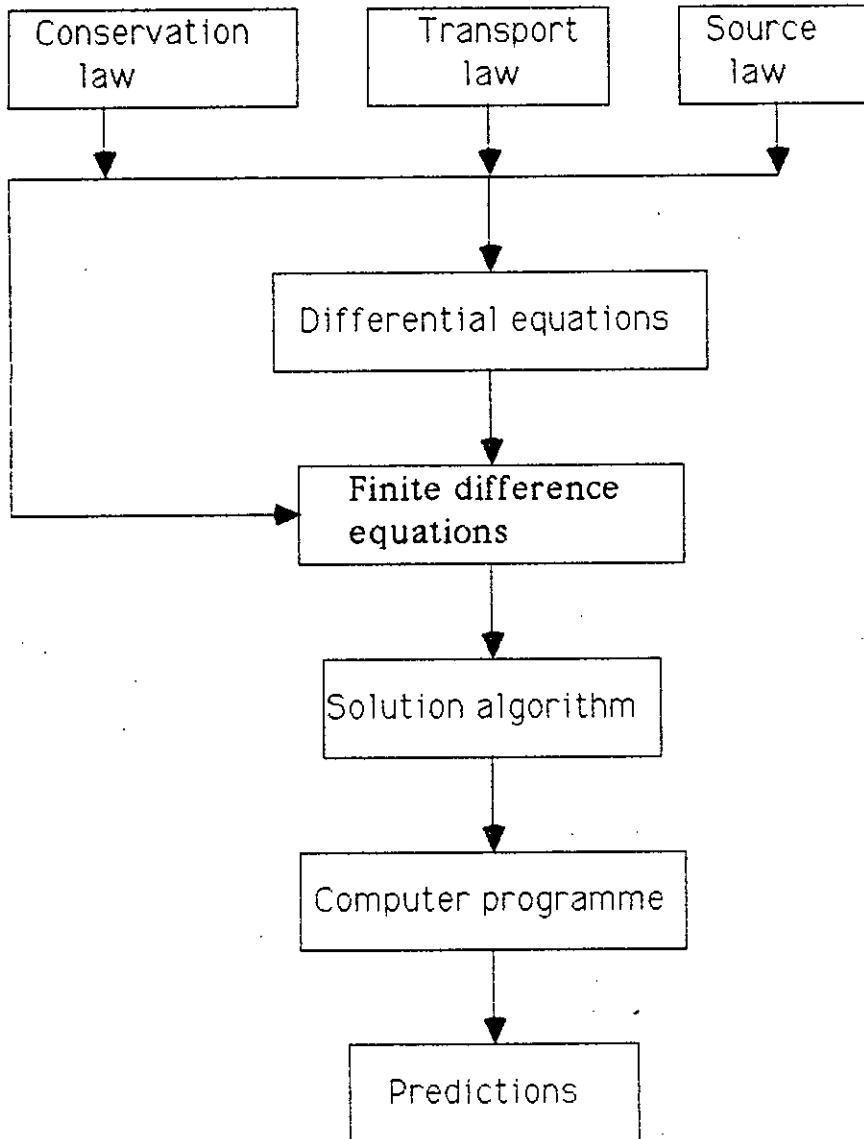 Conservation
law
Transport
law
Source
law
Differential equations
Finite difference
equations
Solution algorithm
Computer programme
Predictions